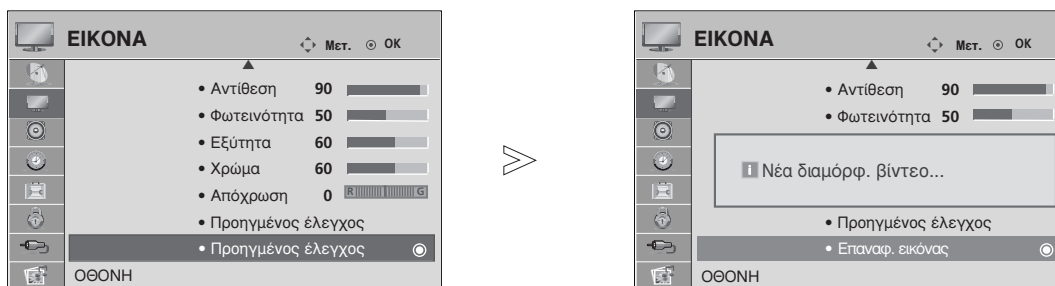 ΕΙΚΟΝΑ Μετ. OK
• Αντίθεση 90
• Φωτεινότητα 50
• Εξύτητα 60
• Χρώμα 60
• Απόχρωση 0 R G
• Προηγμένος έλεγχος
• Προηγμένος έλεγχος
ΟΘΟΝΗ
ΕΙΚΟΝΑ Μετ. OK
• Αντίθεση 90
• Φωτεινότητα 50
i Νέα διαμόρφ. βίντεο...
• Προηγμένος έλεγχος
• Επαναφ. εικόνας
ΟΘΟΝΗ